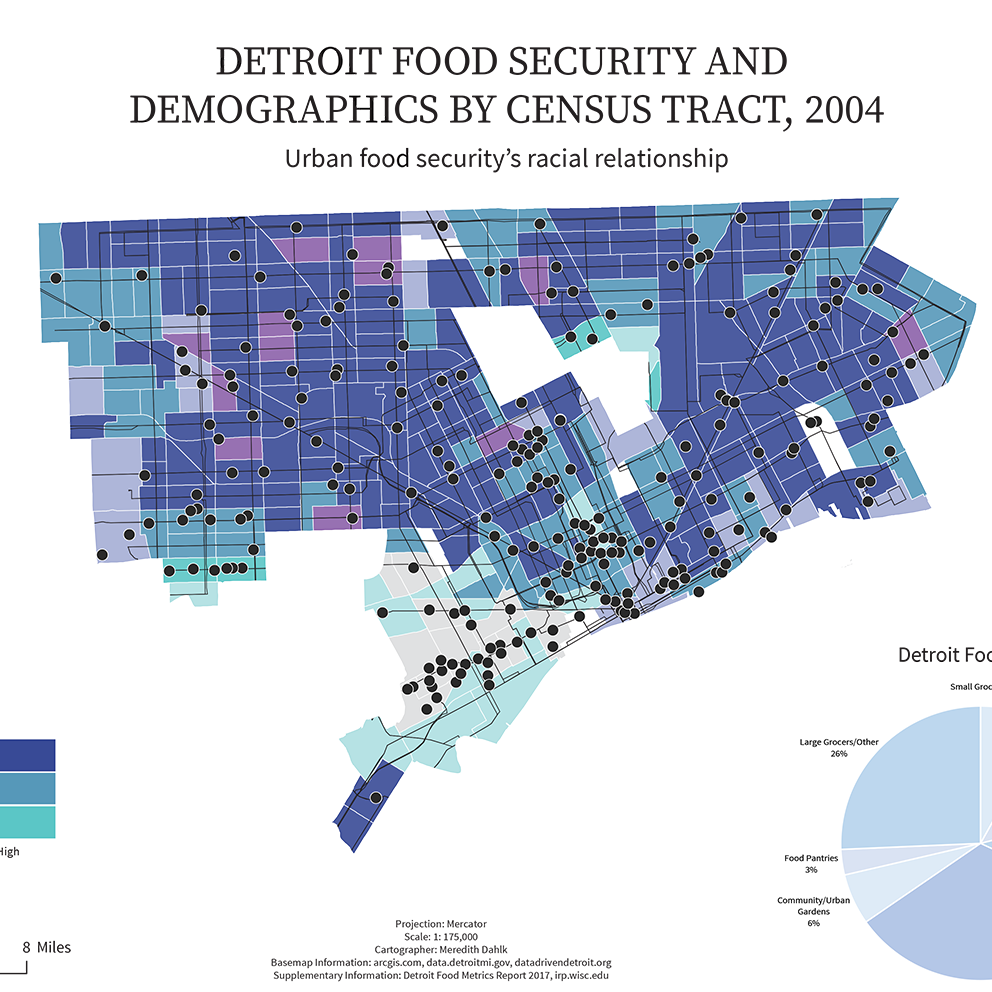 DETROIT FOOD SECURITY AND
DEMOGRAPHICS BY CENSUS TRACT, 2004
Urban food security’s racial relationship
Detroit Foo
Small Groc
Large Grocers/Other
26%
Food Pantries
3%
Community/Urban
Gardens
6%
High
8 Miles
Projection: Mercator
Scale: 1: 175,000
Cartographer: Meredith Dahlk
Basemap Information: arcgis.com, data.detroitmi.gov, datadrivendetroit.org
Supplementary Information: Detroit Food Metrics Report 2017, irp.wisc.edu